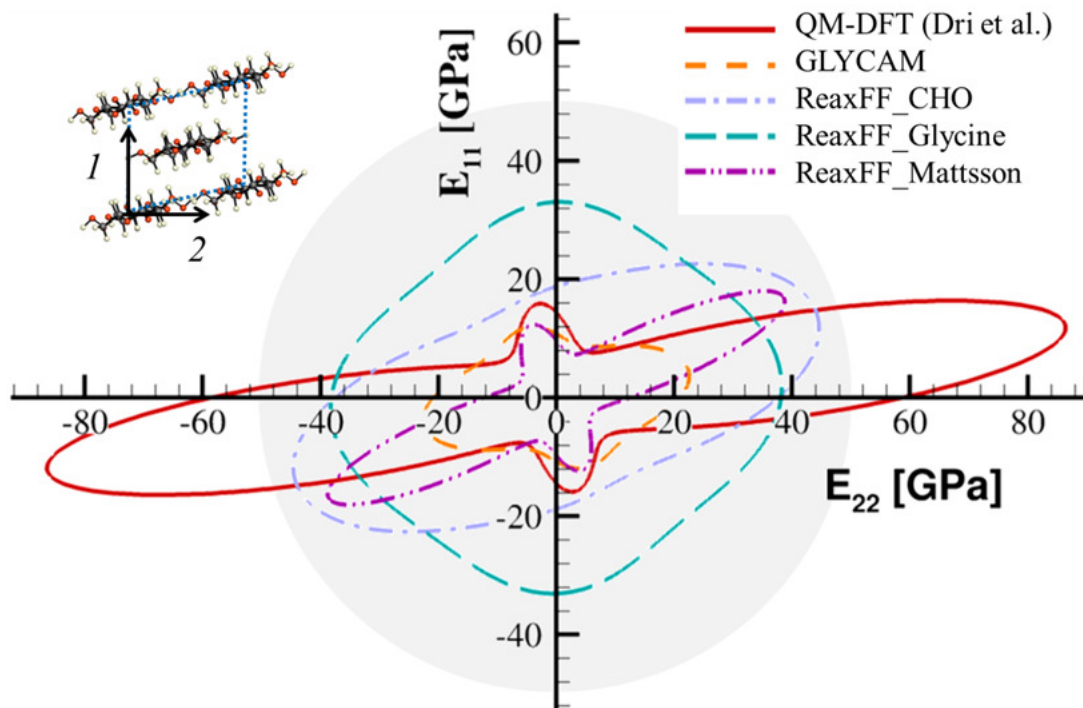 QM-DFT (Dri et al.)
GLYCAM
ReaxFF_CHO
ReaxFF_Glycine
ReaxFF_Mattsson
1
2
E11 [GPa]
60
40
20
0
-20
-40
-80
-60
-40
-20
0
20
40
60
80
E22 [GPa]